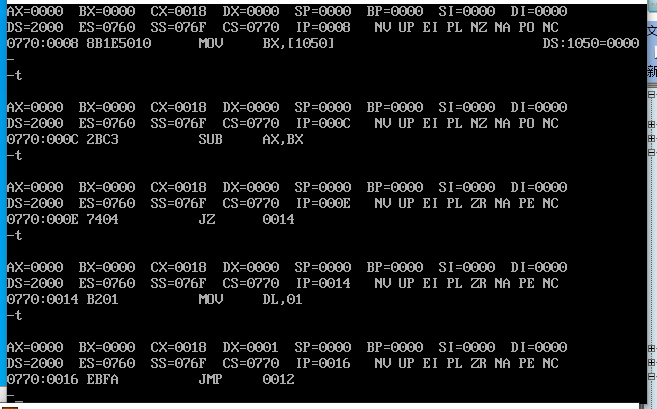 AX=0000 BX=0000 CX=0018 DX=0000 SP=0000 BP=0000 SI=0000 DI=0000
DS=2000 ES=0760 SS=076F CS=0770 IP=0008 NV UP EI PL NZ NA PO NC
0770:0008 8B1E5010 MOV BX,[1050] DS:1050=0000
-
-t
AX=0000 BX=0000 CX=0018 DX=0000 SP=0000 BP=0000 SI=0000 DI=0000
DS=2000 ES=0760 SS=076F CS=0770 IP=000C NV UP EI PL NZ NA PO NC
0770:000C 2BC3 SUB AX,BX
-t
AX=0000 BX=0000 CX=0018 DX=0000 SP=0000 BP=0000 SI=0000 DI=0000
DS=2000 ES=0760 SS=076F CS=0770 IP=000E NV UP EI PL ZR NA PE NC
0770:000E 7404 JZ 0014
-t
AX=0000 BX=0000 CX=0018 DX=0000 SP=0000 BP=0000 SI=0000 DI=0000
DS=2000 ES=0760 SS=076F CS=0770 IP=0014 NV UP EI PL ZR NA PE NC
0770:0014 B201 MOV DL,01
-t
AX=0000 BX=0000 CX=0018 DX=0001 SP=0000 BP=0000 SI=0000 DI=0000
DS=2000 ES=0760 SS=076F CS=0770 IP=0016 NV UP EI PL ZR NA PE NC
0770:0016 EBFA JMP 0012
-_
文
新